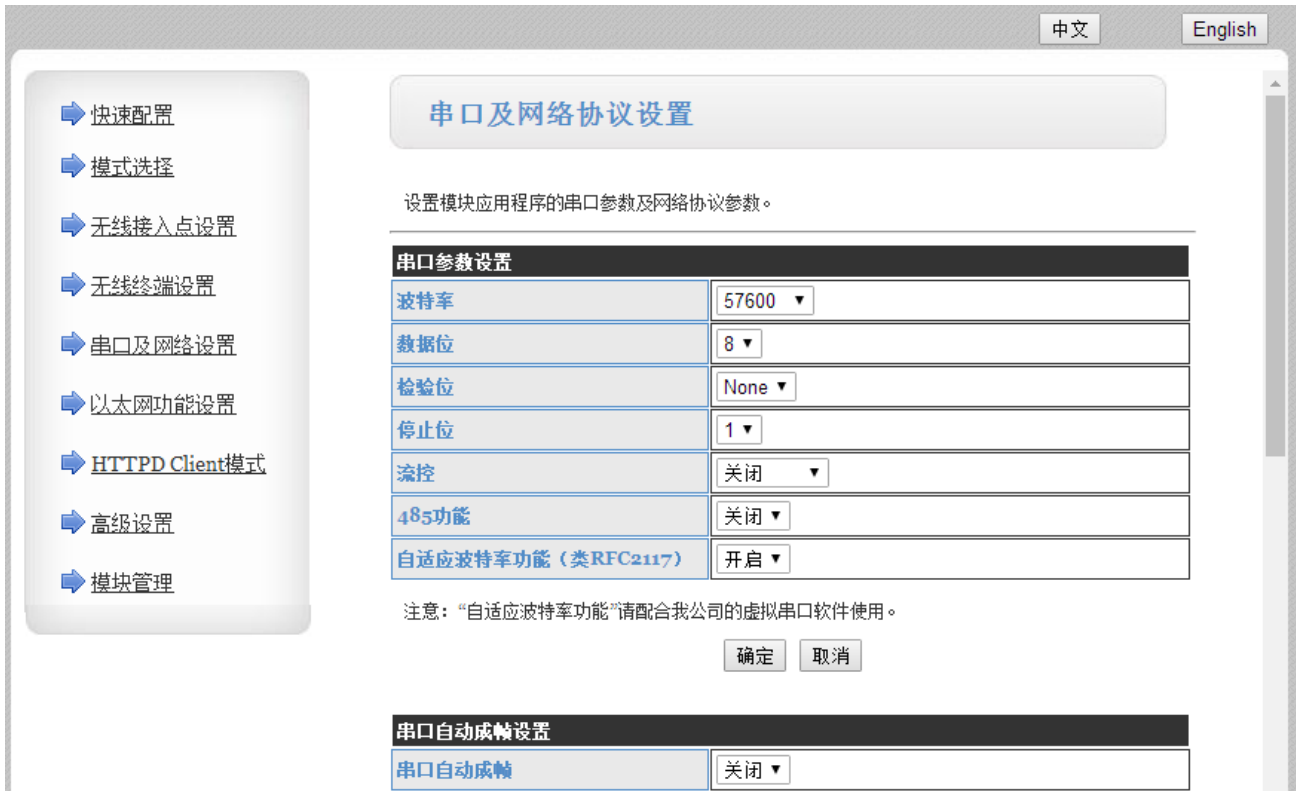 中文 English
快速配置
模式选择
无线接入点设置
无线终端设置
串口及网络设置
以太网功能设置
HTTPD Client模式
高级设置
模块管理
串口及网络协议设置
设置模块应用程序的串口参数及网络协议参数。
串口参数设置
波特率 57600
数据位 8
检验位 None
停止位 1
流控 关闭
485功能 关闭
自适应波特率功能（类RFC2117） 开启
注意：“自适应波特率功能”请配合我公司的虚拟串口软件使用。
确定 取消
串口自动成帧设置
串口自动成帧 关闭